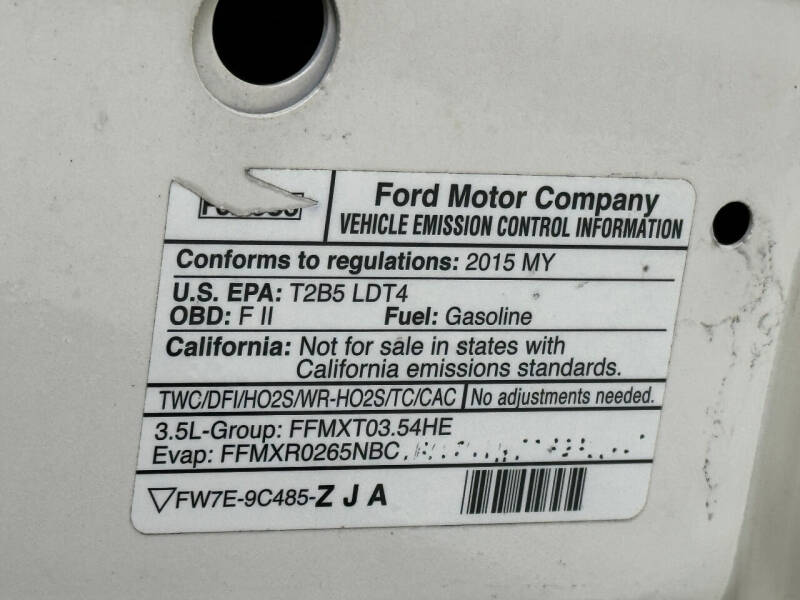 Ford Motor Company
VEHICLE EMISSION CONTROL INFORMATION
Conforms to regulations: 2015 MY
U.S. EPA: T2B5 LDT4
OBD: F II Fuel: Gasoline
California: Not for sale in states with
California emissions standards.
TWC/DFI/HO2S/WR-HO2S/TC/CAC No adjustments needed.
3.5L-Group: FFMXT03.54HE
Evap: FFMXR0265NBC
FW7E-9C485-ZJA